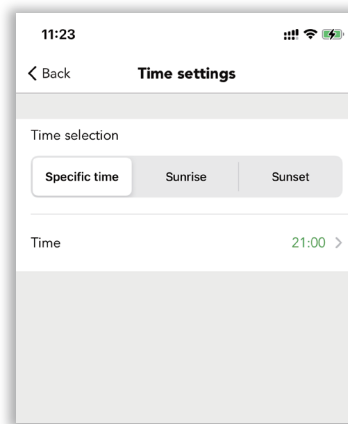 11:23
Back Time settings
Time selection
Specific time Sunrise Sunset
Time 21:00